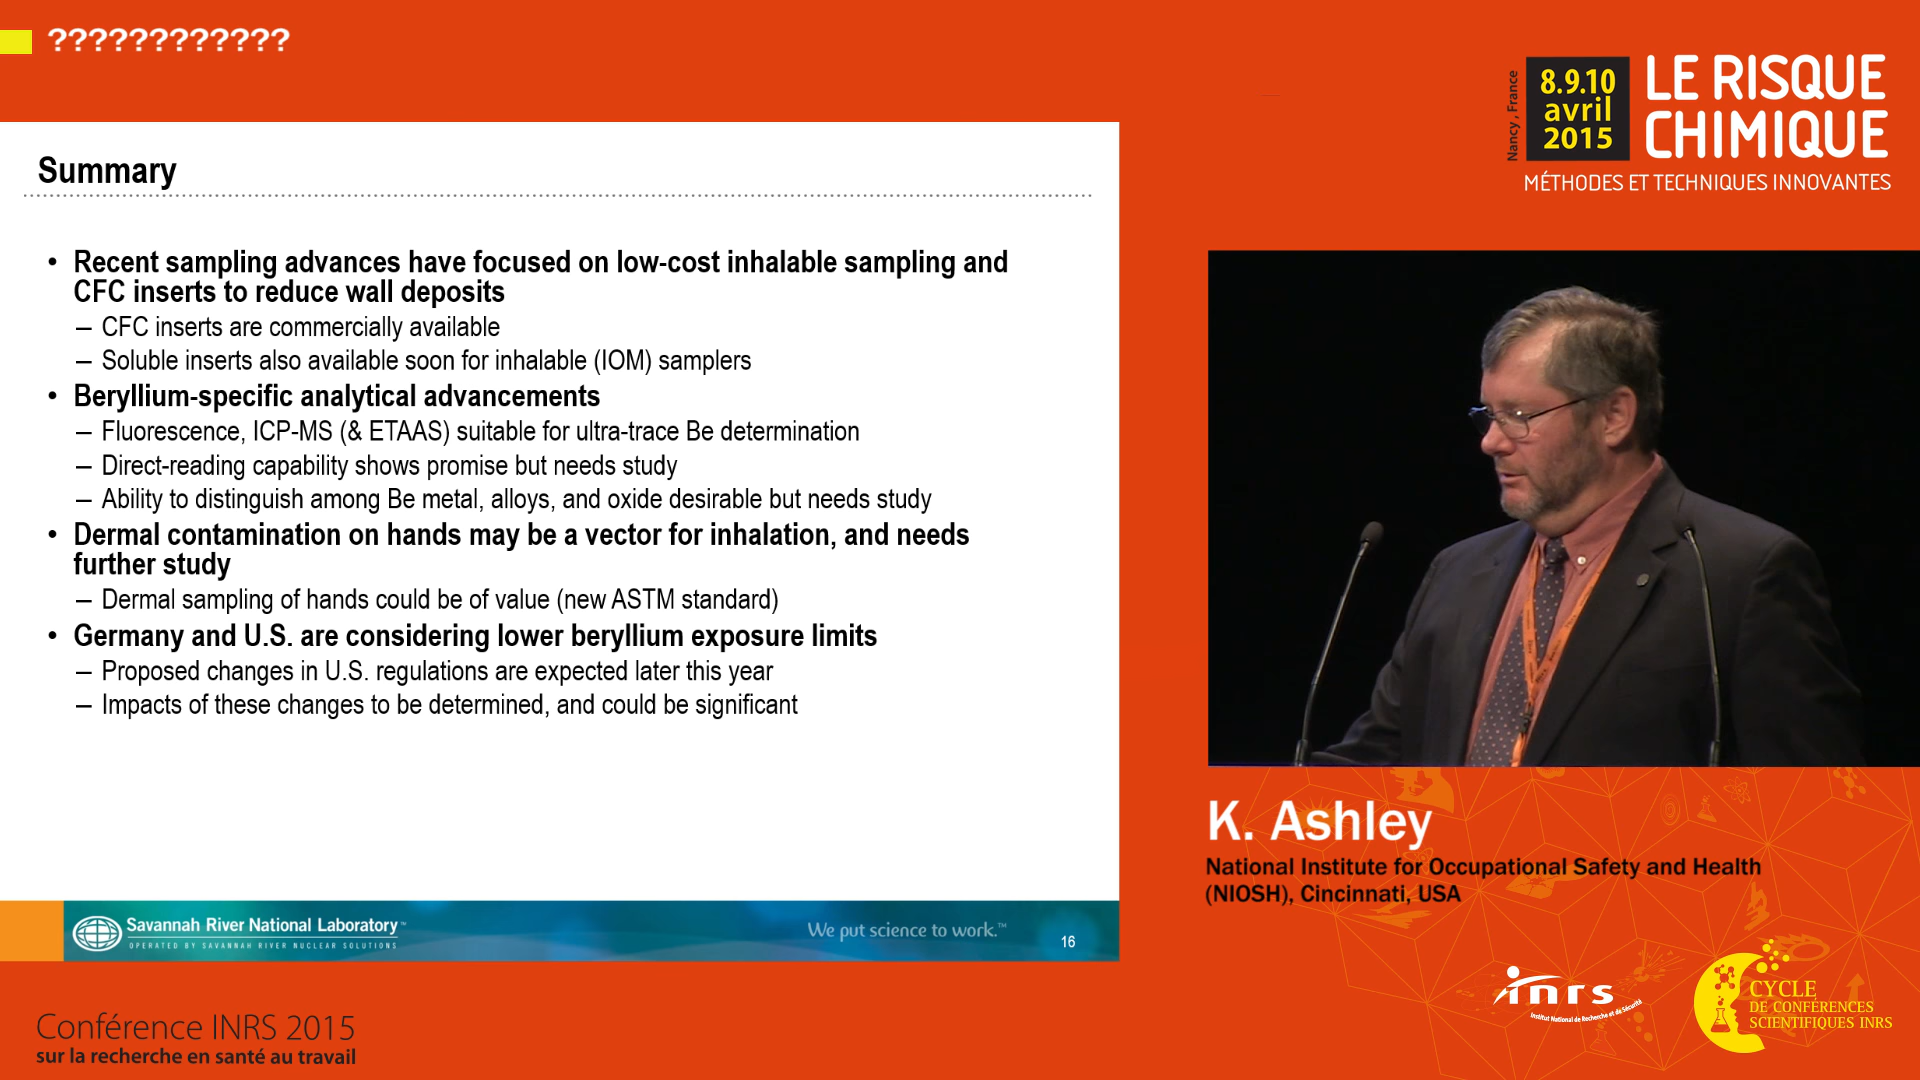 ????????????
Nancy, France
8.9.10
avril
2015
LE RISQUE
CHIMIQUE
MÉTHODES ET TECHNIQUES INNOVANTES
Summary
• Recent sampling advances have focused on low-cost inhalable sampling and
CFC inserts to reduce wall deposits
– CFC inserts are commercially available
– Soluble inserts also available soon for inhalable (IOM) samplers
• Beryllium-specific analytical advancements
– Fluorescence, ICP-MS (& ETAAS) suitable for ultra-trace Be determination
– Direct-reading capability shows promise but needs study
– Ability to distinguish among Be metal, alloys, and oxide desirable but needs study
• Dermal contamination on hands may be a vector for inhalation, and needs
further study
– Dermal sampling of hands could be of value (new ASTM standard)
• Germany and U.S. are considering lower beryllium exposure limits
– Proposed changes in U.S. regulations are expected later this year
– Impacts of these changes to be determined, and could be significant
Savannah River National Laboratory™
OPERATED BY SAVANNAH RIVER NUCLEAR SOLUTIONS
We put science to work.™
16
K. Ashley
National Institute for Occupational Safety and Health
(NIOSH), Cincinnati, USA
Conférence INRS 2015
sur la recherche en santé au travail
inrs
Institut National de Recherche et de Sécurité
CYCLE
DE CONFÉRENCES
SCIENTIFIQUES INRS